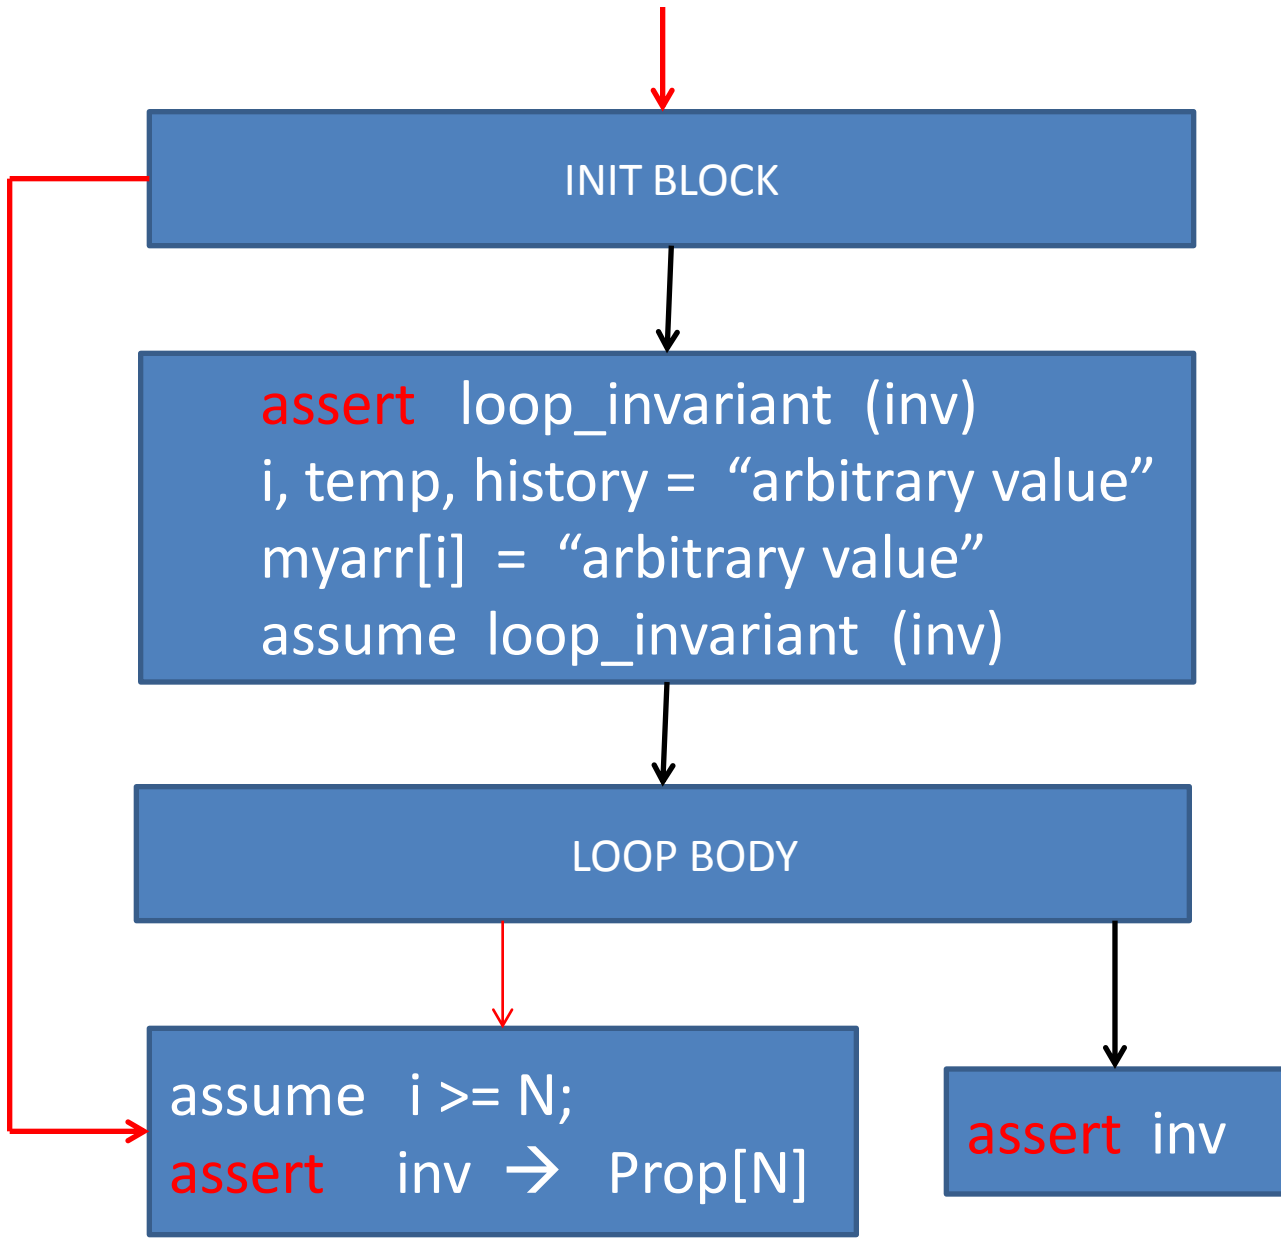 INIT BLOCK
assert loop_invariant (inv)
i, temp, history = “arbitrary value”
myarr[i] = “arbitrary value”
assume loop_invariant (inv)
LOOP BODY
assume i >= N;
assert inv → Prop[N]
assert inv